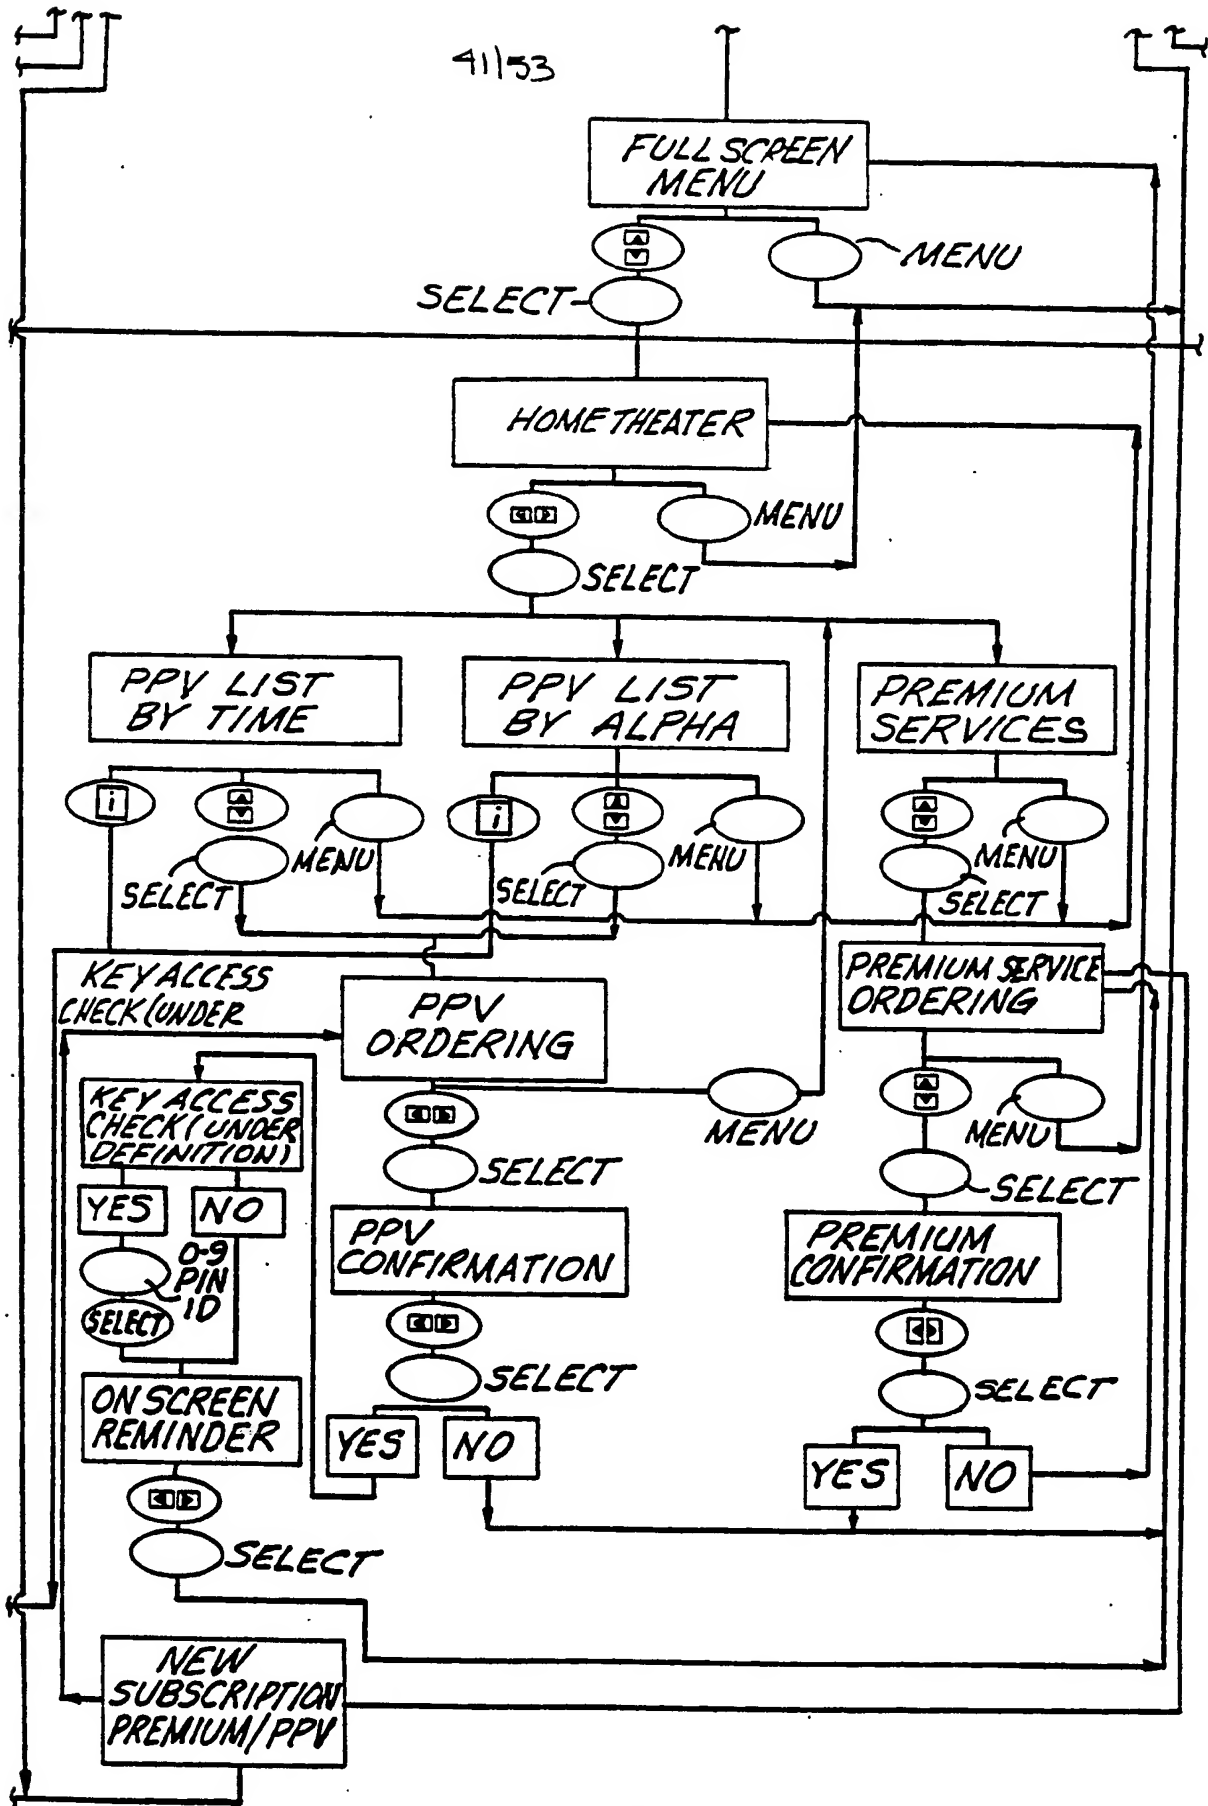 41/53
FULL SCREEN
MENU
MENU
SELECT
HOME THEATER
MENU
SELECT
PPV LIST
BY TIME
PPV LIST
BY ALPHA
PREMIUM
SERVICES
i
i
SELECT
MENU
SELECT
MENU
MENU
SELECT
KEY ACCESS
CHECK (UNDER
PPV
ORDERING
PREMIUM SERVICE
ORDERING
KEY ACCESS
CHECK (UNDER
DEFINITION)
MENU
MENU
SELECT
SELECT
YES
NO
PPV
CONFIRMATION
PREMIUM
CONFIRMATION
0-9
PIN
ID
SELECT
SELECT
SELECT
ON SCREEN
REMINDER
YES
NO
YES
NO
SELECT
NEW
SUBSCRIPTION
PREMIUM/PPV